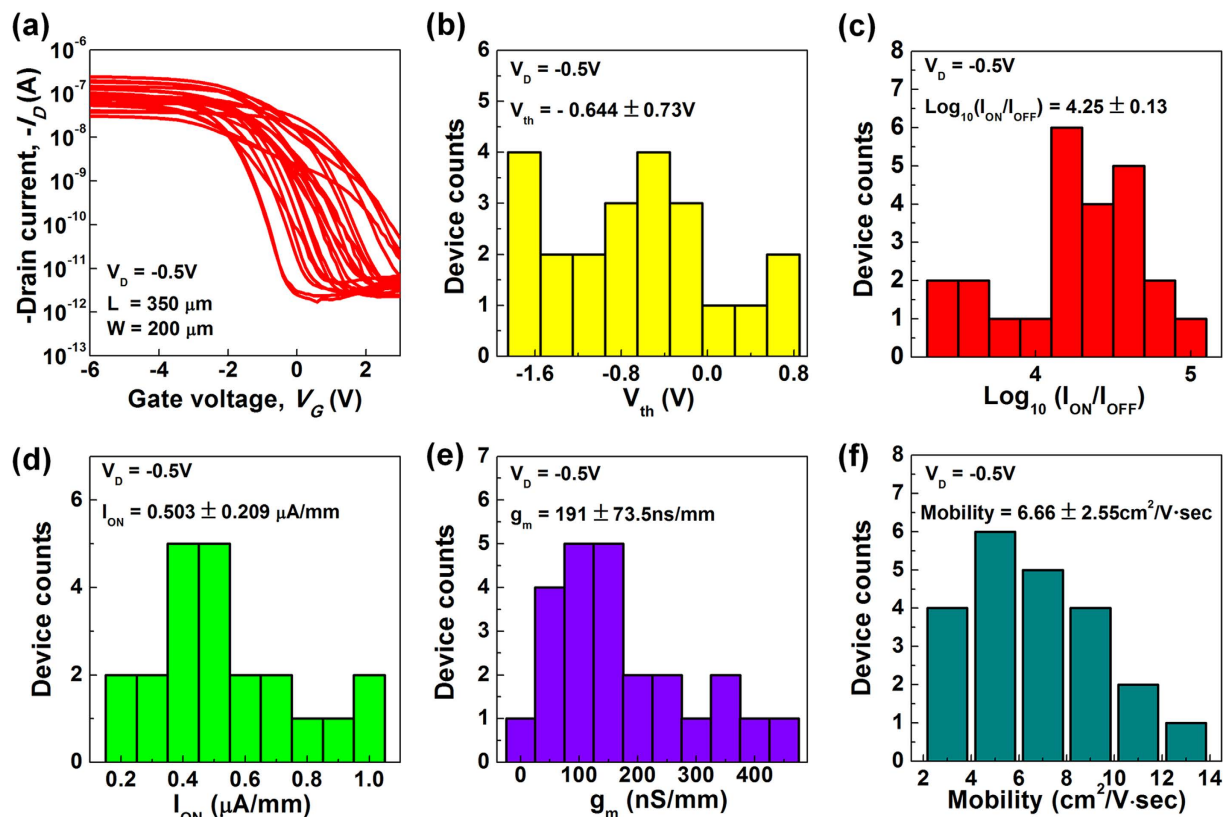 (a)
10⁻⁶
10⁻⁷
10⁻⁸
10⁻⁹
10⁻¹⁰
10⁻¹¹
10⁻¹²
10⁻¹³
-Drain current, -I_D (A)
V_D = -0.5V
L = 350 μm
W = 200 μm
-6 -4 -2 0 2
Gate voltage, V_G (V)
(b)
6
5
4
3
2
1
0
Device counts
V_D = -0.5V
V_th = - 0.644 ± 0.73V
-1.6 -0.8 0.0 0.8
V_th (V)
(c)
8
7
6
5
4
3
2
1
0
Device counts
V_D = -0.5V
Log₁₀(I_ON/I_OFF) = 4.25 ± 0.13
4 5
Log₁₀ (I_ON/I_OFF)
(d)
6
4
2
0
Device counts
V_D = -0.5V
I_ON = 0.503 ± 0.209 μA/mm
0.2 0.4 0.6 0.8 1.0
I_ON (μA/mm)
(e)
7
6
5
4
3
2
1
0
Device counts
V_D = -0.5V
g_m = 191 ± 73.5ns/mm
0 100 200 300 400
g_m (nS/mm)
(f)
8
7
6
5
4
3
2
1
0
Device counts
V_D = -0.5V
Mobility = 6.66 ± 2.55cm²/V·sec
2 4 6 8 10 12 14
Mobility (cm²/V·sec)